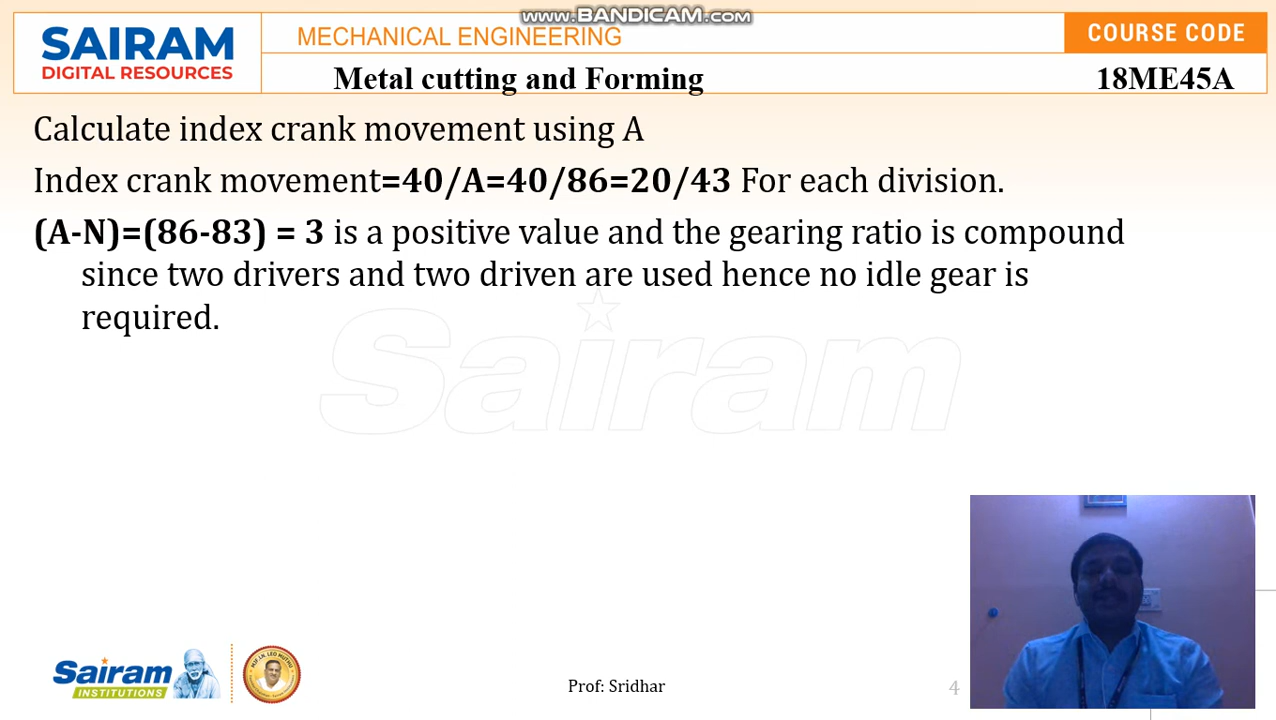 www.BANDICAM.com
SAIRAM
DIGITAL RESOURCES
MECHANICAL ENGINEERING
COURSE CODE
Metal cutting and Forming
18ME45A
Calculate index crank movement using A
Index crank movement=40/A=40/86=20/43 For each division.
(A-N)=(86-83) = 3 is a positive value and the gearing ratio is compound
since two drivers and two driven are used hence no idle gear is
required.
Sairam
Sairam
INSTITUTIONS
Prof: Sridhar
4